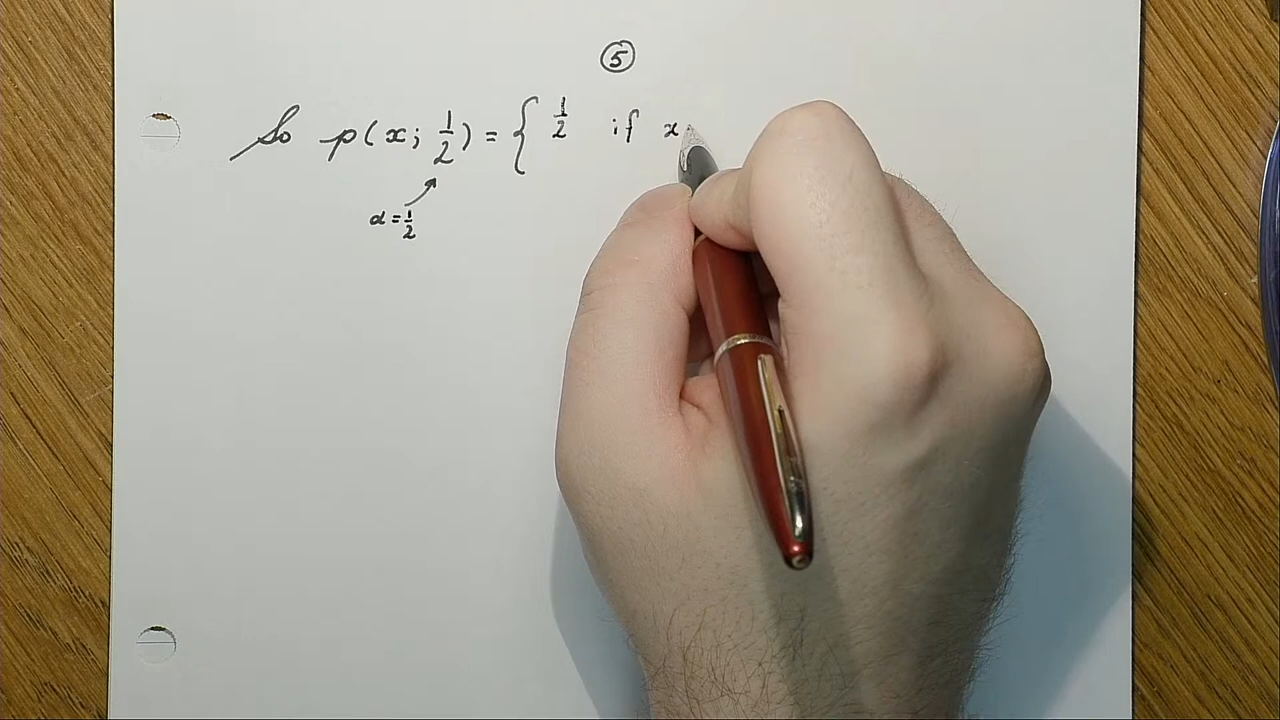 5
So p(x; 1/2) = { 1/2 if x
α = 1/2